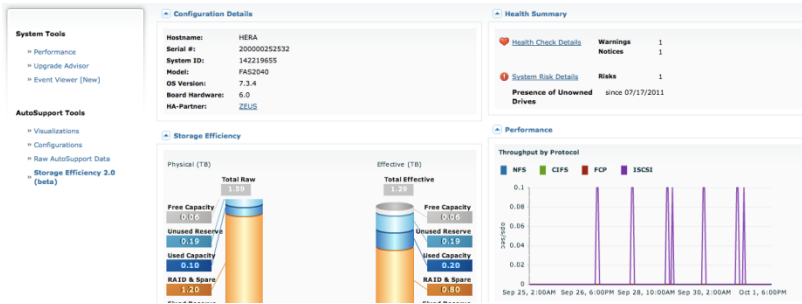 System Tools
» Performance
» Upgrade Advisor
» Event Viewer [New]
AutoSupport Tools
» Visualizations
» Configurations
» Raw AutoSupport Data
» Storage Efficiency 2.0
(beta)
Configuration Details
Hostname: HERA
Serial #: 200000252532
System ID: 142219655
Model: FAS2040
OS Version: 7.3.4
Board Hardware: 6.0
HA-Partner: ZEUS
Storage Efficiency
Physical (TB)
Total Raw
1.59
Free Capacity
0.06
Unused Reserve
0.19
Used Capacity
0.10
RAID & Spare
1.20
Fixed Reserve
Effective (TB)
Total Effective
1.29
Free Capacity
0.06
Unused Reserve
0.19
Used Capacity
0.20
RAID & Spare
0.80
Fixed Reserve
Health Summary
Health Check Details Warnings 1
Notices 1
System Risk Details Risks 1
Presence of Unowned since 07/17/2011
Drives
Performance
Throughput by Protocol
NFS CIFS FCP ISCSI
0.1
0.08
0.06
0.04
0.02
0
Sep 25, 2:00AM Sep 26, 6:00PM Sep 28, 10:00AM Sep 30, 2:00AM Oct 1, 6:00PM